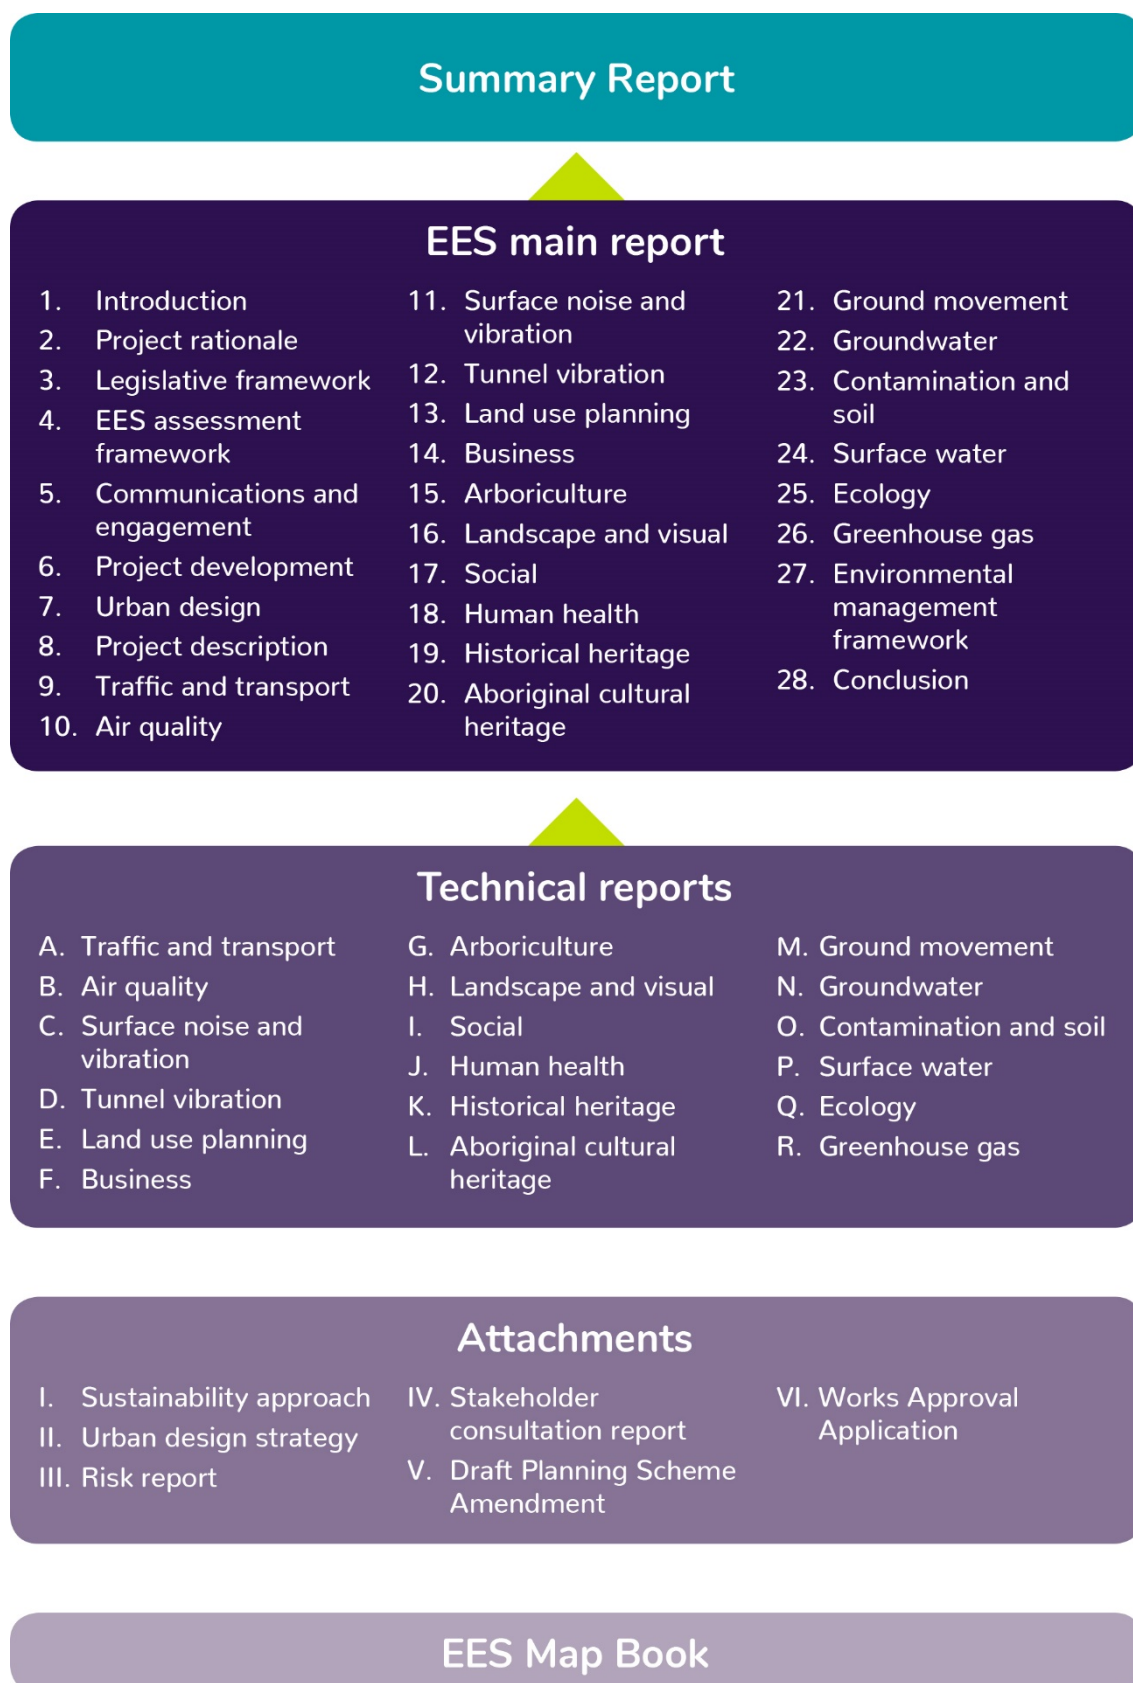 Summary Report
EES main report
1. Introduction
2. Project rationale
3. Legislative framework
4. EES assessment
framework
5. Communications and
engagement
6. Project development
7. Urban design
8. Project description
9. Traffic and transport
10. Air quality
11. Surface noise and
vibration
12. Tunnel vibration
13. Land use planning
14. Business
15. Arboriculture
16. Landscape and visual
17. Social
18. Human health
19. Historical heritage
20. Aboriginal cultural
heritage
21. Ground movement
22. Groundwater
23. Contamination and
soil
24. Surface water
25. Ecology
26. Greenhouse gas
27. Environmental
management
framework
28. Conclusion
Technical reports
A. Traffic and transport
B. Air quality
C. Surface noise and
vibration
D. Tunnel vibration
E. Land use planning
F. Business
G. Arboriculture
H. Landscape and visual
I. Social
J. Human health
K. Historical heritage
L. Aboriginal cultural
heritage
M. Ground movement
N. Groundwater
O. Contamination and soil
P. Surface water
Q. Ecology
R. Greenhouse gas
Attachments
I. Sustainability approach
II. Urban design strategy
III. Risk report
IV. Stakeholder
consultation report
V. Draft Planning Scheme
Amendment
VI. Works Approval
Application
EES Map Book